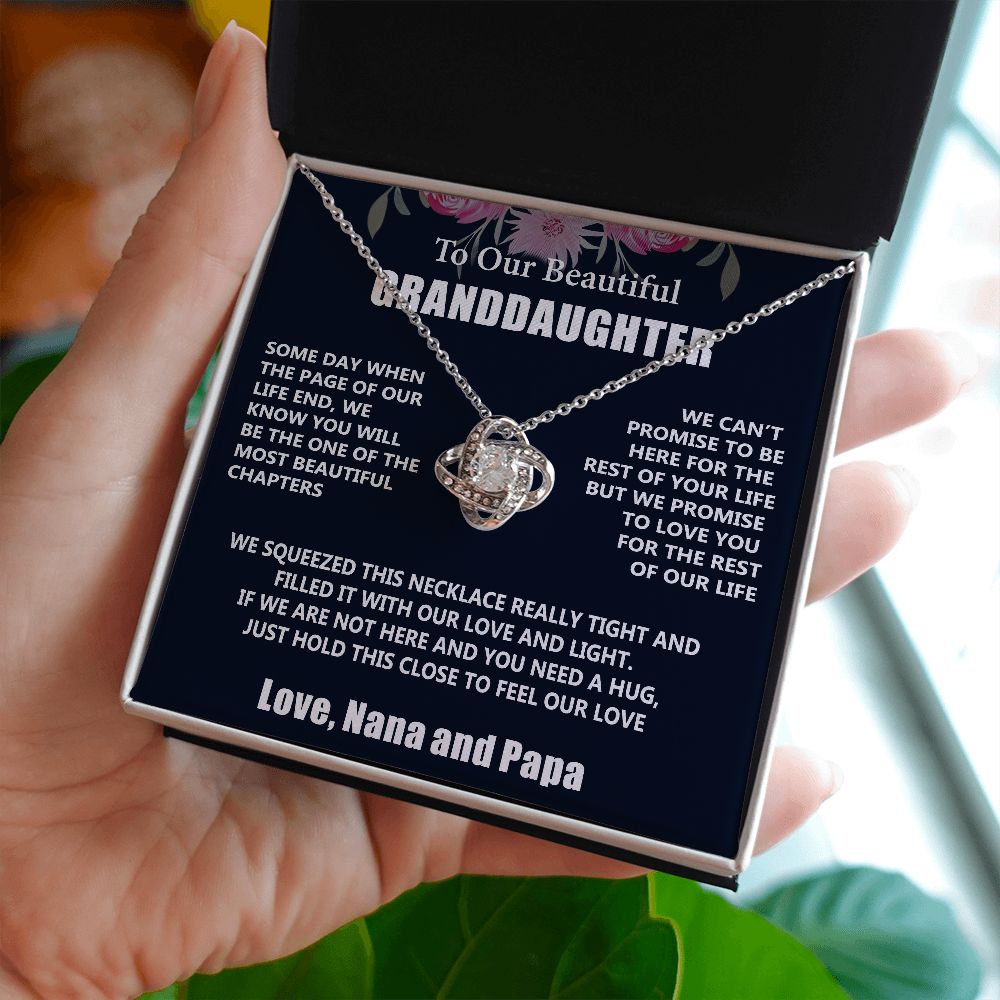 To Our Beautiful
GRANDDAUGHTER
SOME DAY WHEN
THE PAGE OF OUR
LIFE END, WE
KNOW YOU WILL
BE THE ONE OF THE
MOST BEAUTIFUL
CHAPTERS
WE CAN'T
PROMISE TO BE
HERE FOR THE
REST OF YOUR LIFE
BUT WE PROMISE
TO LOVE YOU
FOR THE REST
OF OUR LIFE
WE SQUEEZED THIS NECKLACE REALLY TIGHT AND
FILLED IT WITH OUR LOVE AND LIGHT.
IF WE ARE NOT HERE AND YOU NEED A HUG,
JUST HOLD THIS CLOSE TO FEEL OUR LOVE
Love, Nana and Papa